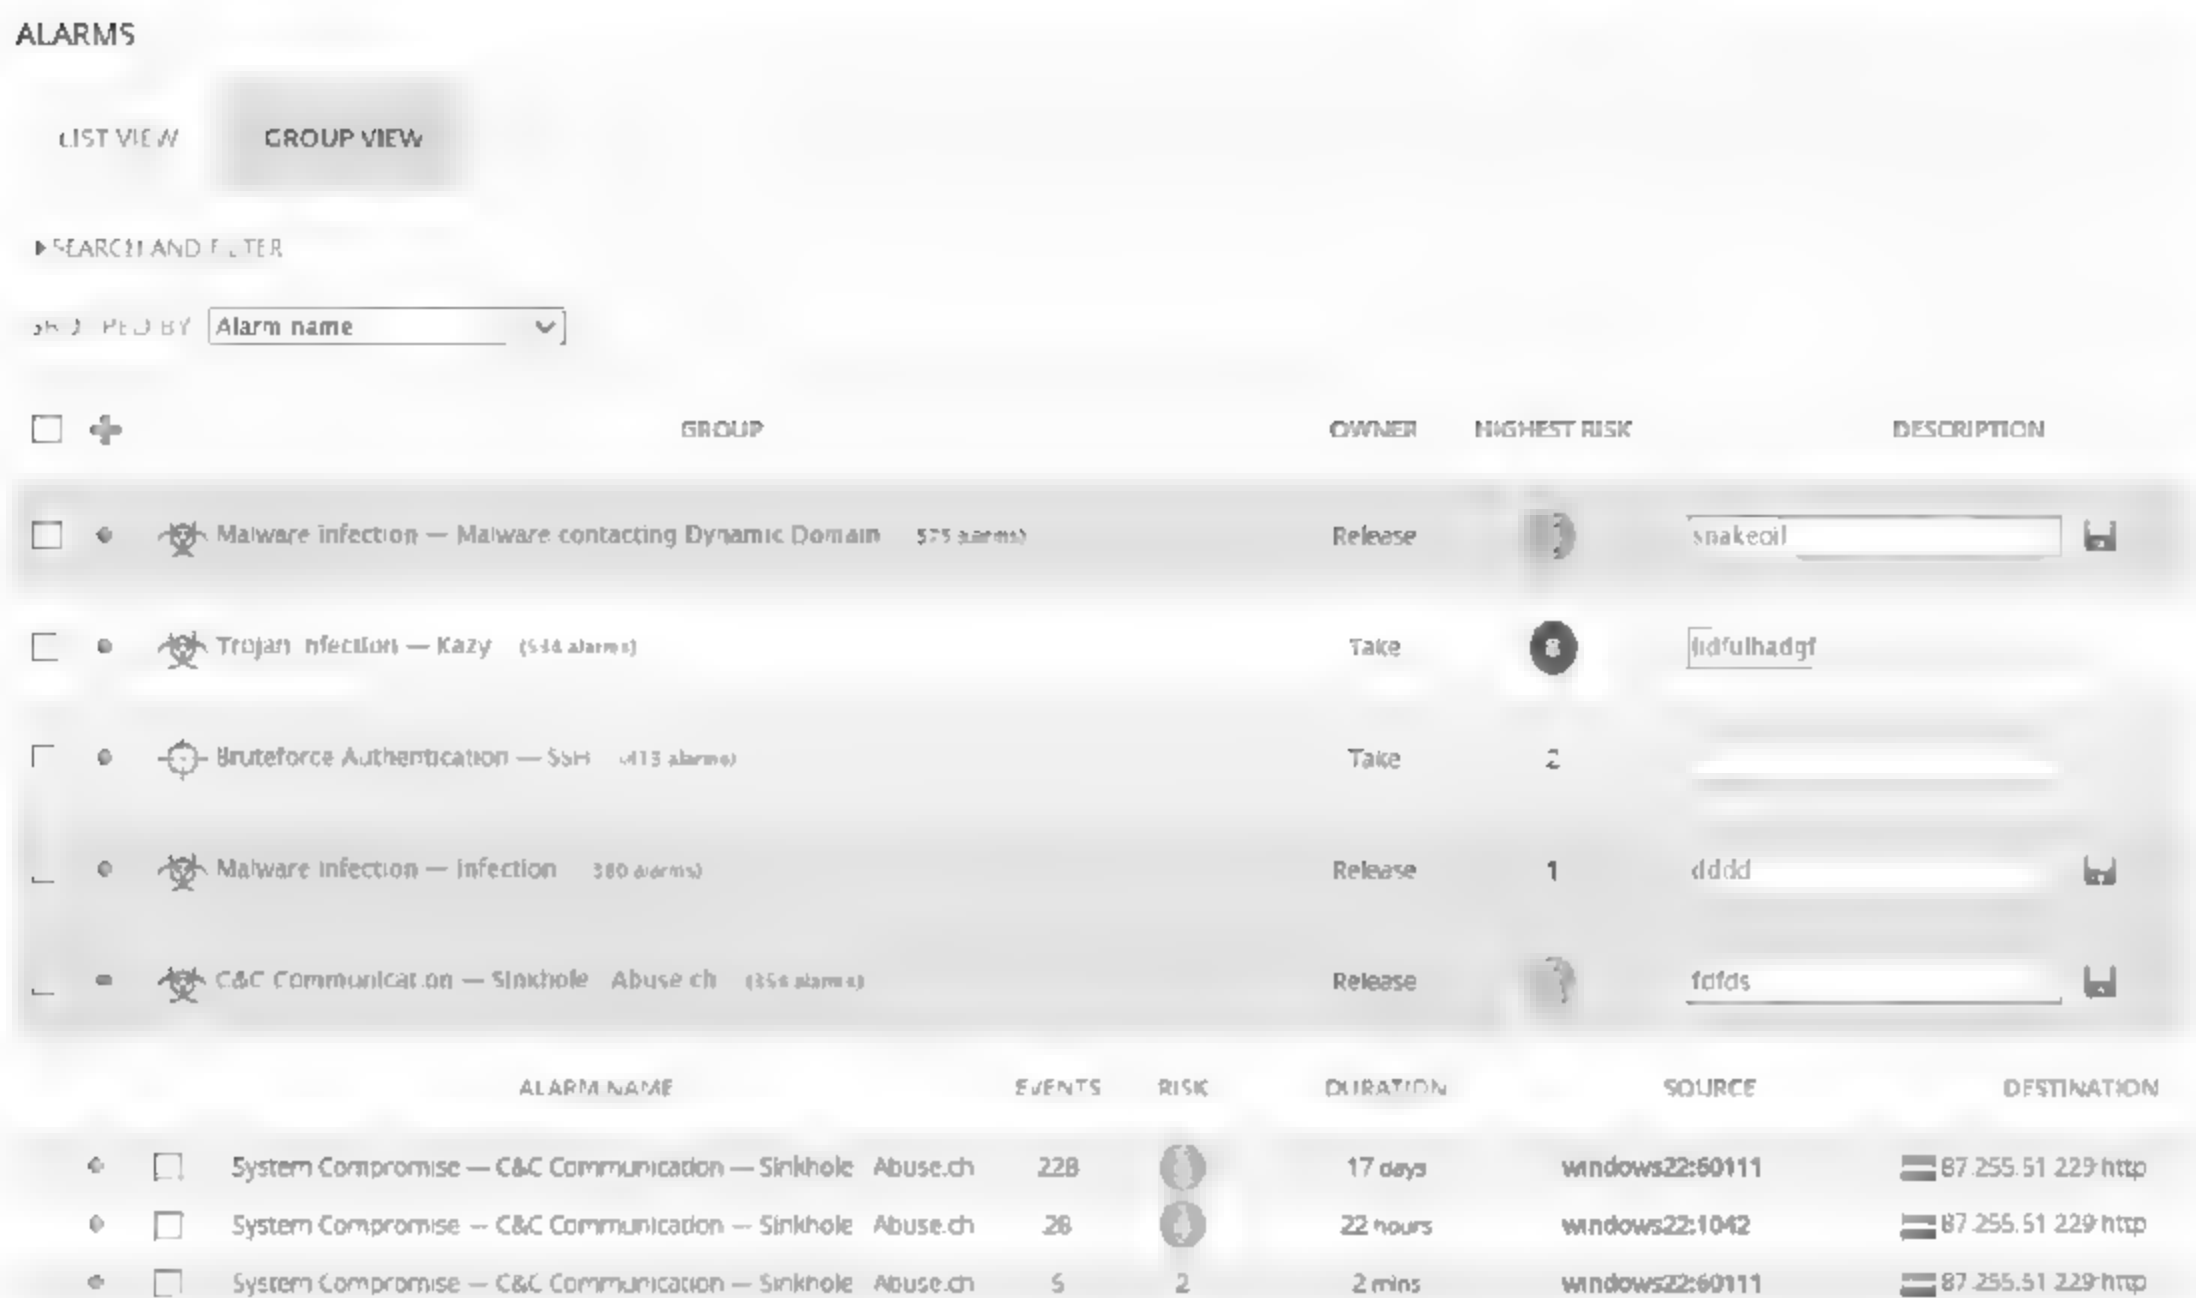 ALARMS
LIST VIEW GROUP VIEW
SEARCH AND FILTER
BY Alarm name
GROUP OWNER HIGHEST RISK DESCRIPTION
Malware infection — Malware contacting Dynamic Domain Release snakeoil
Trojan infection — Kazy Take 8
Bruteforce Authentication — SSH Take 2
Malware infection — infection Release 1 dddd
C&C Communication — Sinkhole Abuse.ch Release fdfds
ALARM NAME EVENTS RISK DURATION SOURCE DESTINATION
System Compromise — C&C Communication — Sinkhole Abuse.ch 228 17 days windows22:60111 87.255.51.229:http
System Compromise — C&C Communication — Sinkhole Abuse.ch 28 22 hours windows22:1042 87.255.51.229:http
System Compromise — C&C Communication — Sinkhole Abuse.ch 5 2 2 mins windows22:60111 87.255.51.229:http